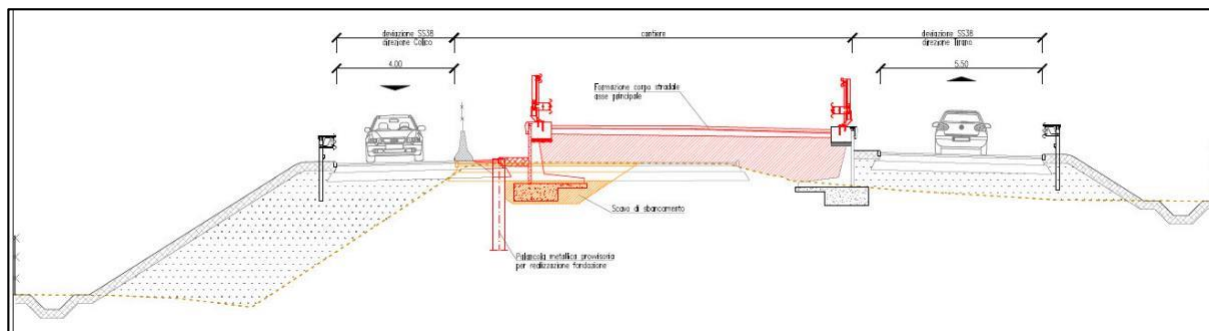 deviazione SS38
direzione Colico
cantiere
deviazione SS38
direzione Tirano
4.00
5.50
Formazione corpo stradale
asse principale
Scavo di sbancamento
Palancola metallica provvisoria
per realizzazione fondazione